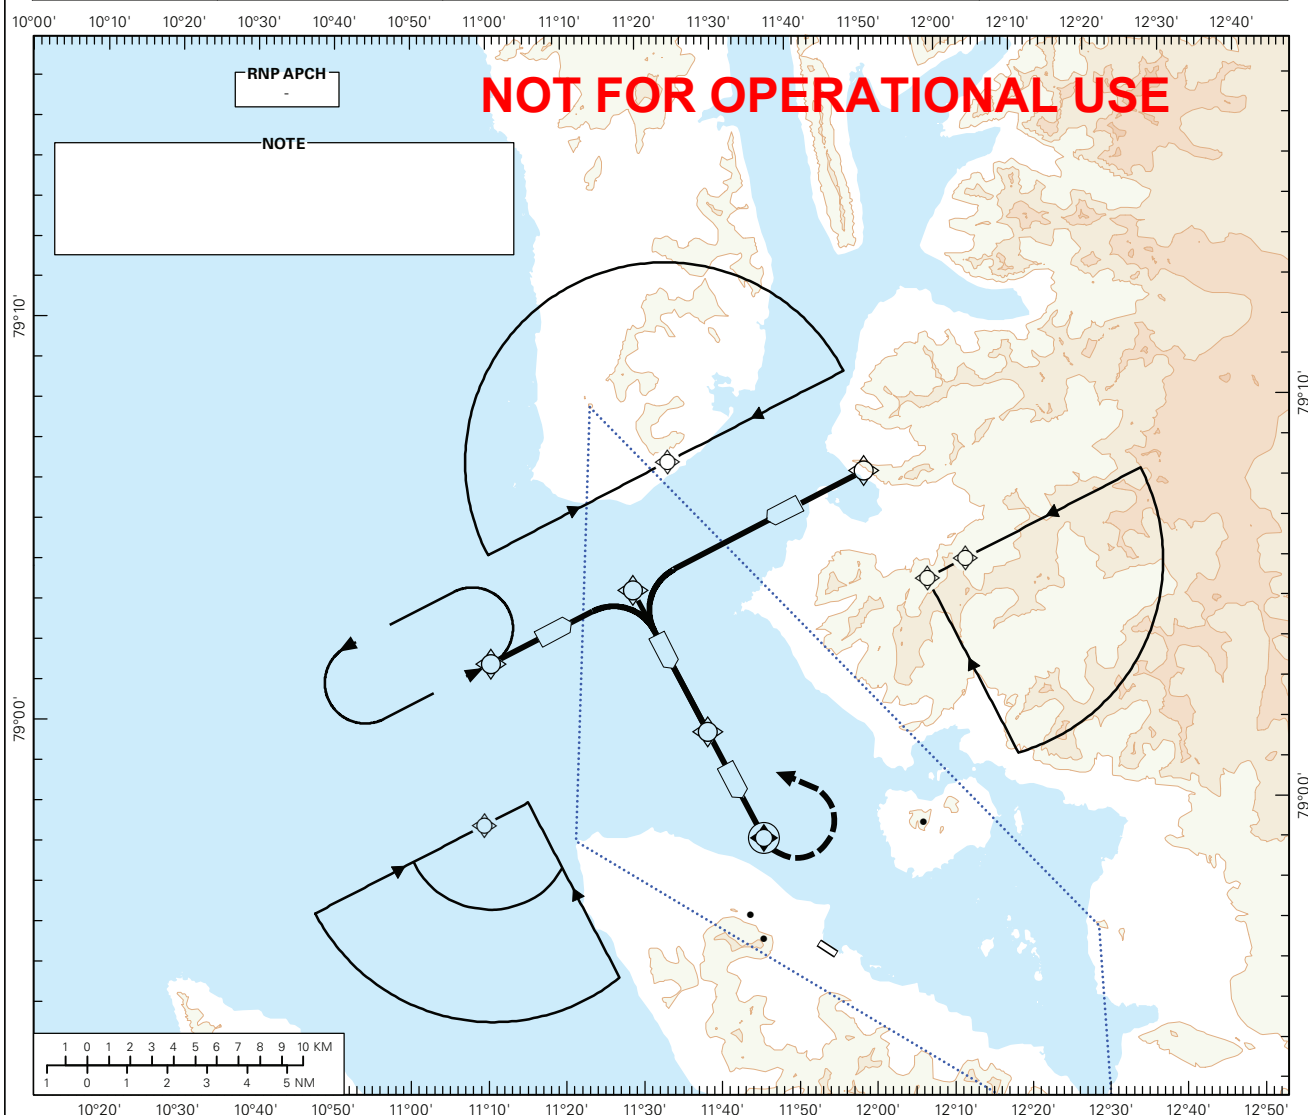 10°00' 10°10' 10°20' 10°30' 10°40' 10°50' 11°00' 11°10' 11°20' 11°30' 11°40' 11°50' 12°00' 12°10' 12°20' 12°30' 12°40'
RNP APCH
-
NOT FOR OPERATIONAL USE
NOTE
79°10'
79°10'
79°00'
79°00'
1 0 1 2 3 4 5 6 7 8 9 10 KM
1 0 1 2 3 4 5 NM
10°20' 10°30' 10°40' 10°50' 11°00' 11°10' 11°20' 11°30' 11°40' 11°50' 12°00' 12°10' 12°20' 12°30' 12°40' 12°50'